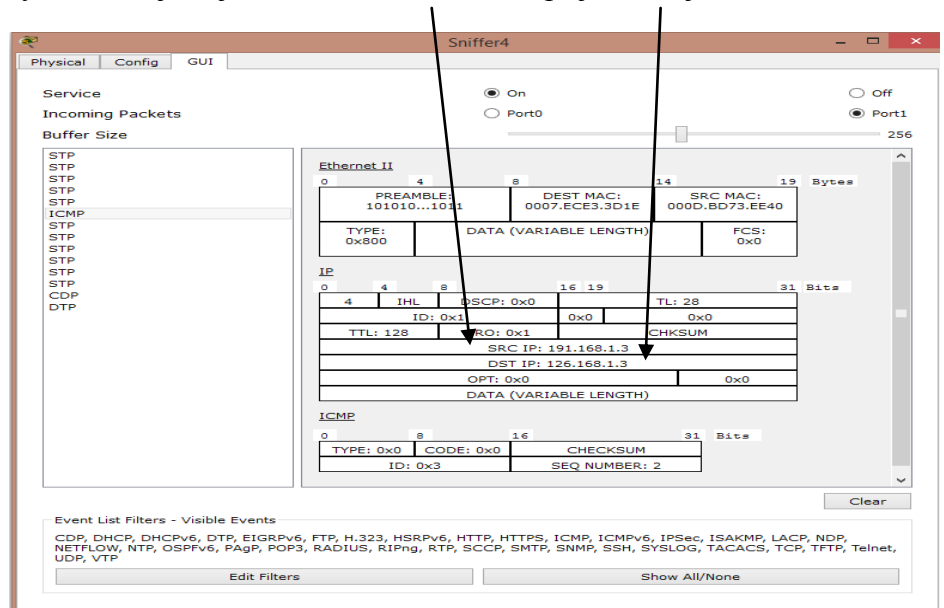 Sniffer4
Physical Config GUI
Service On Off
Incoming Packets Port0 Port1
Buffer Size 256
STP
STP
STP
STP
STP
ICMP
STP
STP
STP
STP
STP
STP
CDP
DTP
Ethernet II
0 4 8 14 19 Bytes
PREAMBLE: DEST MAC: SRC MAC:
101010...1011 0007.ECE3.3D1E 000D.BD73.EE40
TYPE: DATA (VARIABLE LENGTH) FCS:
0x800 0x0
IP
0 4 8 16 19 31 Bits
4 IHL DSCP: 0x0 TL: 28
ID: 0x1 0x0 0x0
TTL: 128 RO: 0x1 CHKSUM
SRC IP: 191.168.1.3
DST IP: 126.168.1.3
OPT: 0x0 0x0
DATA (VARIABLE LENGTH)
ICMP
0 8 16 31 Bits
TYPE: 0x0 CODE: 0x0 CHECKSUM
ID: 0x3 SEQ NUMBER: 2
Clear
Event List Filters - Visible Events
CDP, DHCP, DHCPv6, DTP, EIGRPv6, FTP, H.323, HSRPv6, HTTP, HTTPS, ICMP, ICMPv6, IPSec, ISAKMP, LACP, NDP,
NETFLOW, NTP, OSPFv6, PAgP, POP3, RADIUS, RIPng, RTP, SCCP, SMTP, SNMP, SSH, SYSLOG, TACACS, TCP, TFTP, Telnet,
UDP, VTP
Edit Filters Show All/None